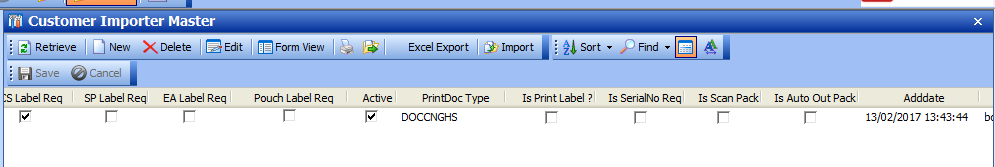 Customer Importer Master
Retrieve New Delete Edit Form View Excel Export Import Sort Find
Save Cancel
CS Label Req SP Label Req EA Label Req Pouch Label Req Active PrintDoc Type Is Print Label ? Is SerialNo Req Is Scan Pack Is Auto Out Pack Adddate
DOCCNGHS 13/02/2017 13:43:44